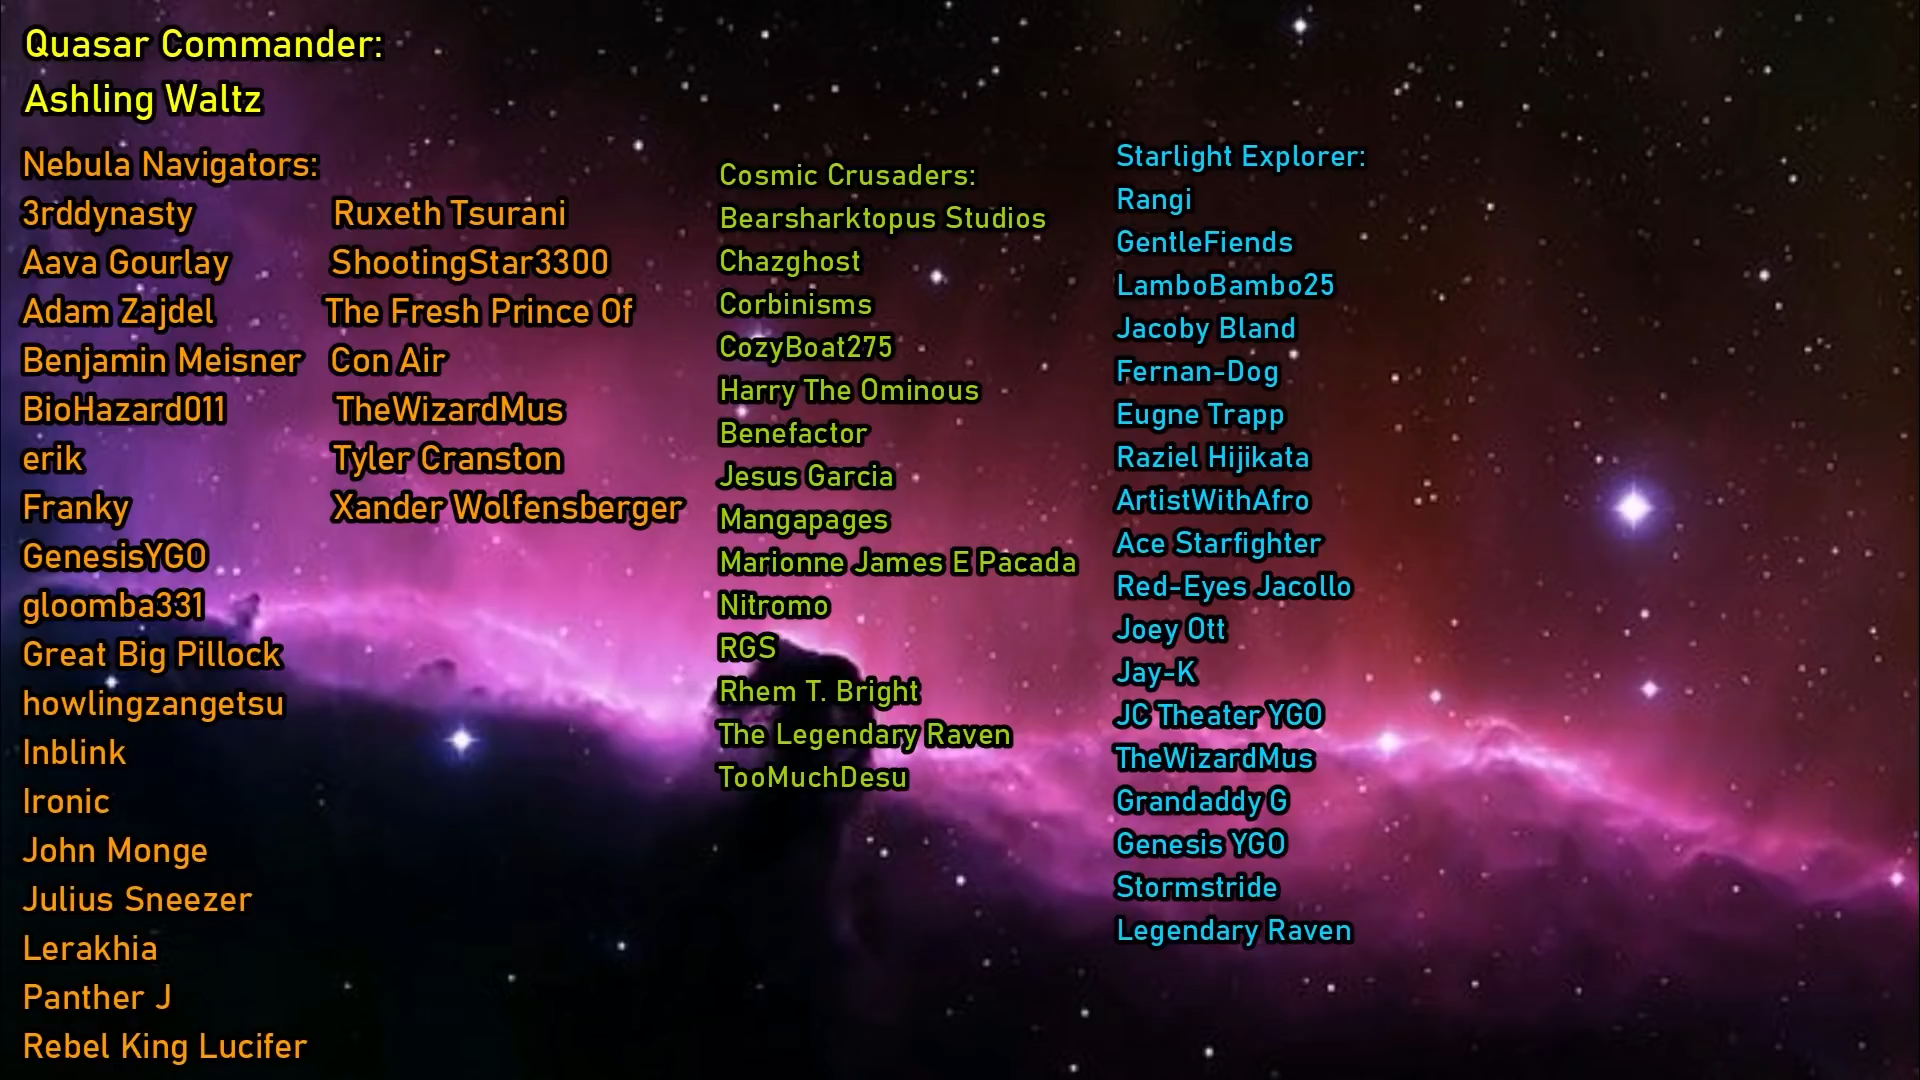 Quasar Commander:
Ashling Waltz
Nebula Navigators:
3rddynasty
Aava Gourlay
Adam Zajdel
Benjamin Meisner
BioHazard011
erik
Franky
GenesisYGO
gloomba331
Great Big Pillock
howlingzangetsu
Inblink
Ironic
John Monge
Julius Sneezer
Lerakhia
Panther J
Rebel King Lucifer
Ruxeth Tsurani
ShootingStar3300
The Fresh Prince Of
Con Air
TheWizardMus
Tyler Cranston
Xander Wolfensberger
Cosmic Crusaders:
Bearsharktopus Studios
Chazghost
Corbinisms
CozyBoat275
Harry The Ominous
Benefactor
Jesus Garcia
Mangapages
Marionne James E Pacada
Nitromo
RGS
Rhem T. Bright
The Legendary Raven
TooMuchDesu
Starlight Explorer:
Rangi
GentleFiends
LamboBambo25
Jacoby Bland
Fernan-Dog
Eugne Trapp
Raziel Hijikata
ArtistWithAfro
Ace Starfighter
Red-Eyes Jacollo
Joey Ott
Jay-K
JC Theater YGO
TheWizardMus
Grandaddy G
Genesis YGO
Stormstride
Legendary Raven